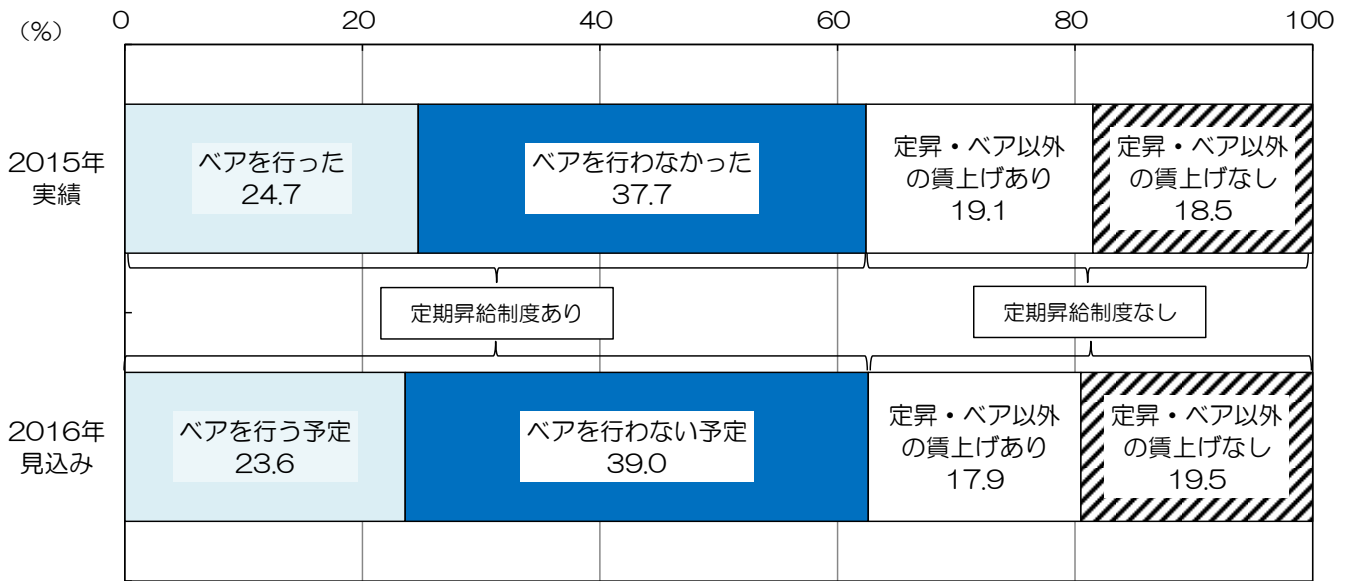 (%)
0 20 40 60 80 100
2015年
実績
ベアを行った
24.7
ベアを行わなかった
37.7
定昇・ベア以外
の賃上げあり
19.1
定昇・ベア以外
の賃上げなし
18.5
定期昇給制度あり
定期昇給制度なし
2016年
見込み
ベアを行う予定
23.6
ベアを行わない予定
39.0
定昇・ベア以外
の賃上げあり
17.9
定昇・ベア以外
の賃上げなし
19.5